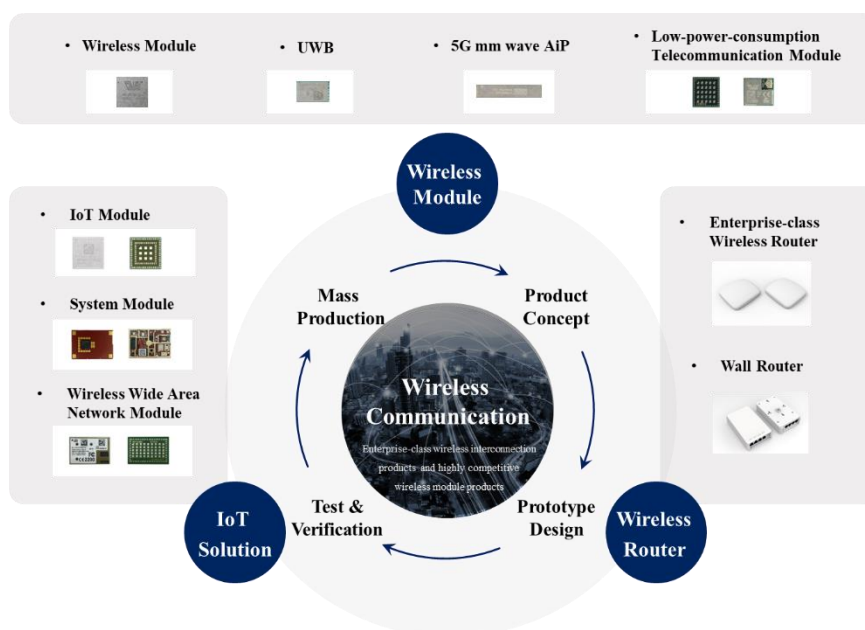 • Wireless Module
• UWB
• 5G mm wave AiP
• Low-power-consumption
Telecommunication Module
Wireless
Module
• IoT Module
• System Module
• Wireless Wide Area
Network Module
• Enterprise-class
Wireless Router
• Wall Router
Mass
Production
Product
Concept
Wireless
Communication
Enterprise-class wireless interconnection
products and highly competitive
wireless module products
Test &
Verification
Prototype
Design
IoT
Solution
Wireless
Router